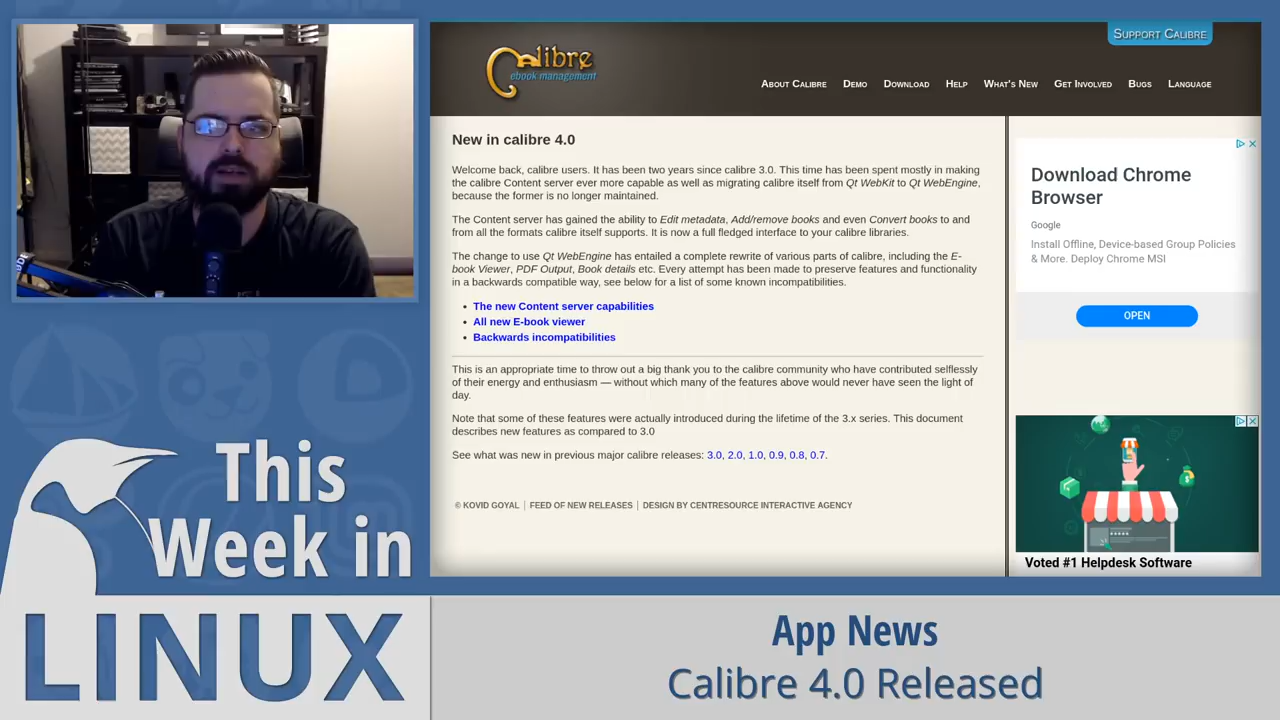 SUPPORT CALIBRE
Calibre
ebook management
ABOUT CALIBRE DEMO DOWNLOAD HELP WHAT'S NEW GET INVOLVED BUGS LANGUAGE
New in calibre 4.0
Welcome back, calibre users. It has been two years since calibre 3.0. This time has been spent mostly in making
the calibre Content server ever more capable as well as migrating calibre itself from Qt WebKit to Qt WebEngine,
because the former is no longer maintained.
The Content server has gained the ability to Edit metadata, Add/remove books and even Convert books to and
from all the formats calibre itself supports. It is now a full fledged interface to your calibre libraries.
The change to use Qt WebEngine has entailed a complete rewrite of various parts of calibre, including the E-
book Viewer, PDF Output, Book details etc. Every attempt has been made to preserve features and functionality
in a backwards compatible way, see below for a list of some known incompatibilities.
• The new Content server capabilities
• All new E-book viewer
• Backwards incompatibilities
This is an appropriate time to throw out a big thank you to the calibre community who have contributed selflessly
of their energy and enthusiasm — without which many of the features above would never have seen the light of
day.
Note that some of these features were actually introduced during the lifetime of the 3.x series. This document
describes new features as compared to 3.0
See what was new in previous major calibre releases: 3.0, 2.0, 1.0, 0.9, 0.8, 0.7.
© KOVID GOYAL | FEED OF NEW RELEASES | DESIGN BY CENTRESOURCE INTERACTIVE AGENCY
Download Chrome
Browser
Google
Install Offline, Device-based Group Policies
& More. Deploy Chrome MSI
OPEN
Voted #1 Helpdesk Software
This
Week in
LINUX
App News
Calibre 4.0 Released